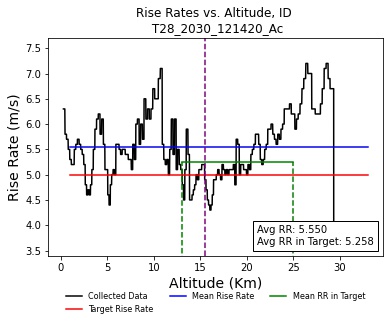 Rise Rates vs. Altitude, ID
T28_2030_121420_Ac
7.5
7.0
6.5
6.0
5.5
5.0
4.5
4.0
3.5
Rise Rate (m/s)
Avg RR: 5.550
Avg RR in Target: 5.258
0 5 10 15 20 25 30
Altitude (Km)
Collected Data Mean Rise Rate Mean RR in Target
Target Rise Rate